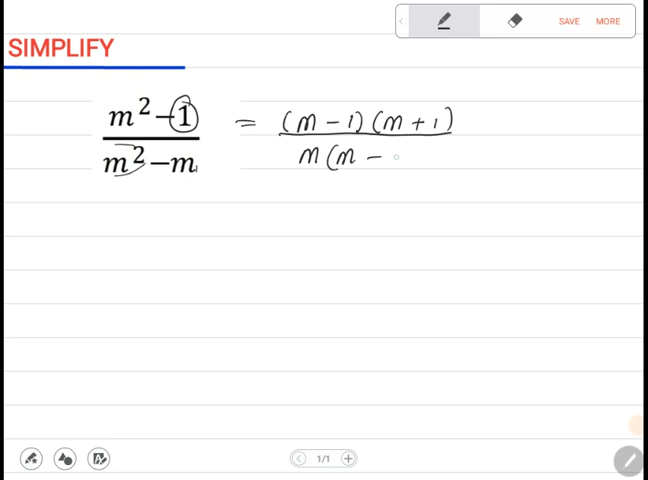 SAVE MORE
SIMPLIFY
m² − 1 = (m − 1)(m + 1)
m² − m m(m −
1/1